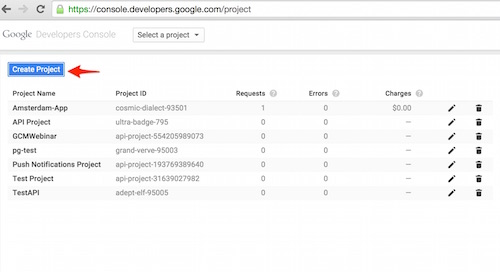 https://console.developers.google.com/project
Google Developers Console Select a project
Create Project
Project Name Project ID Requests ? Errors ? Charges ?
Amsterdam-App cosmic-dialect-93501 1 0 $0.00
API Project ultra-badge-795 0 0 —
GCMWebinar api-project-554205989073 0 0 —
pg-test grand-verve-95003 0 0 —
Push Notifications Project api-project-193769389640 0 0 —
Test Project api-project-31639027982 0 0 —
TestAPI adept-elf-95005 0 0 —